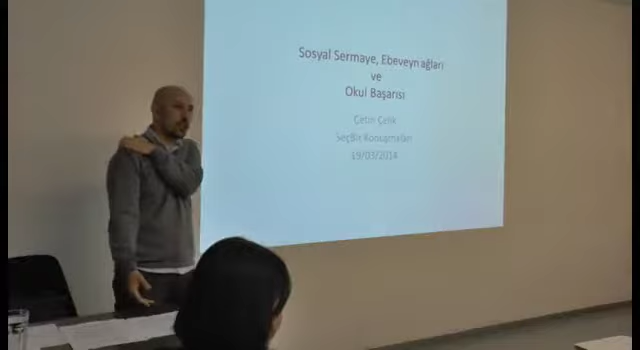 Sosyal Sermaye, Ebeveyn ağları
ve
Okul Başarısı
Çetin Çelik
SeçBir Konuşmaları
19/03/2014